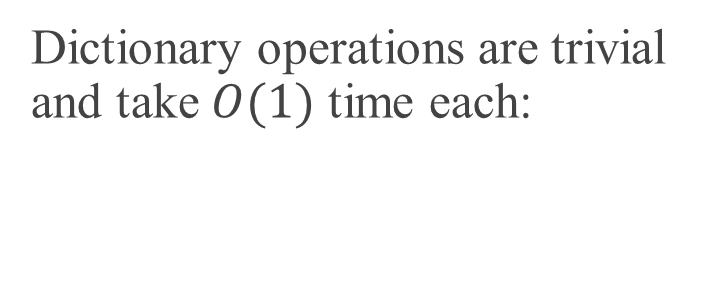 Dictionary operations are trivial
and take O(1) time each: